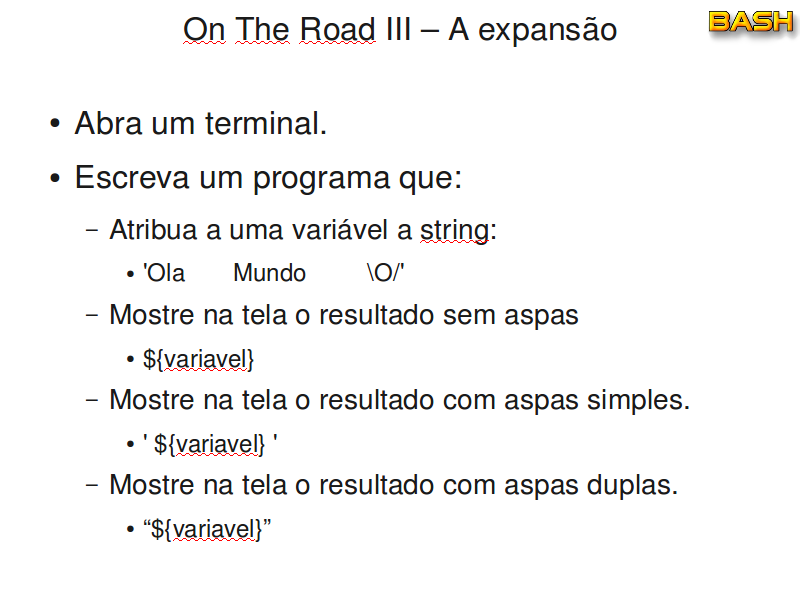 On The Road III – A expansão
BASH
• Abra um terminal.
• Escreva um programa que:
– Atribua a uma variável a string:
• 'Ola Mundo \O/'
– Mostre na tela o resultado sem aspas
• ${variavel}
– Mostre na tela o resultado com aspas simples.
• ' ${variavel} '
– Mostre na tela o resultado com aspas duplas.
• “${variavel}”